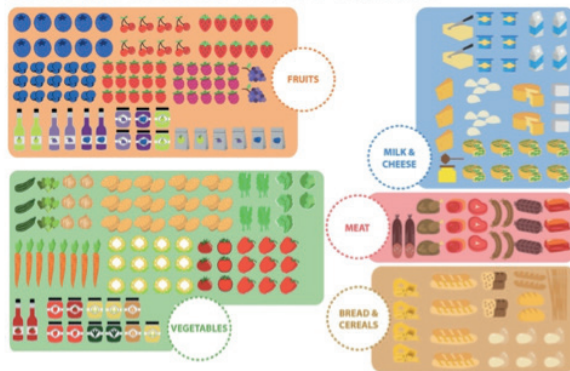 FRUITS
MILK &
CHEESE
MEAT
VEGETABLES
BREAD &
CEREALS